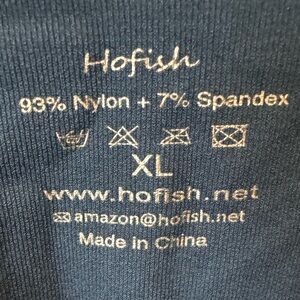 Hofish
93% Nylon + 7% Spandex
XL
www.hofish.net
amazon@hofish.net
Made in China